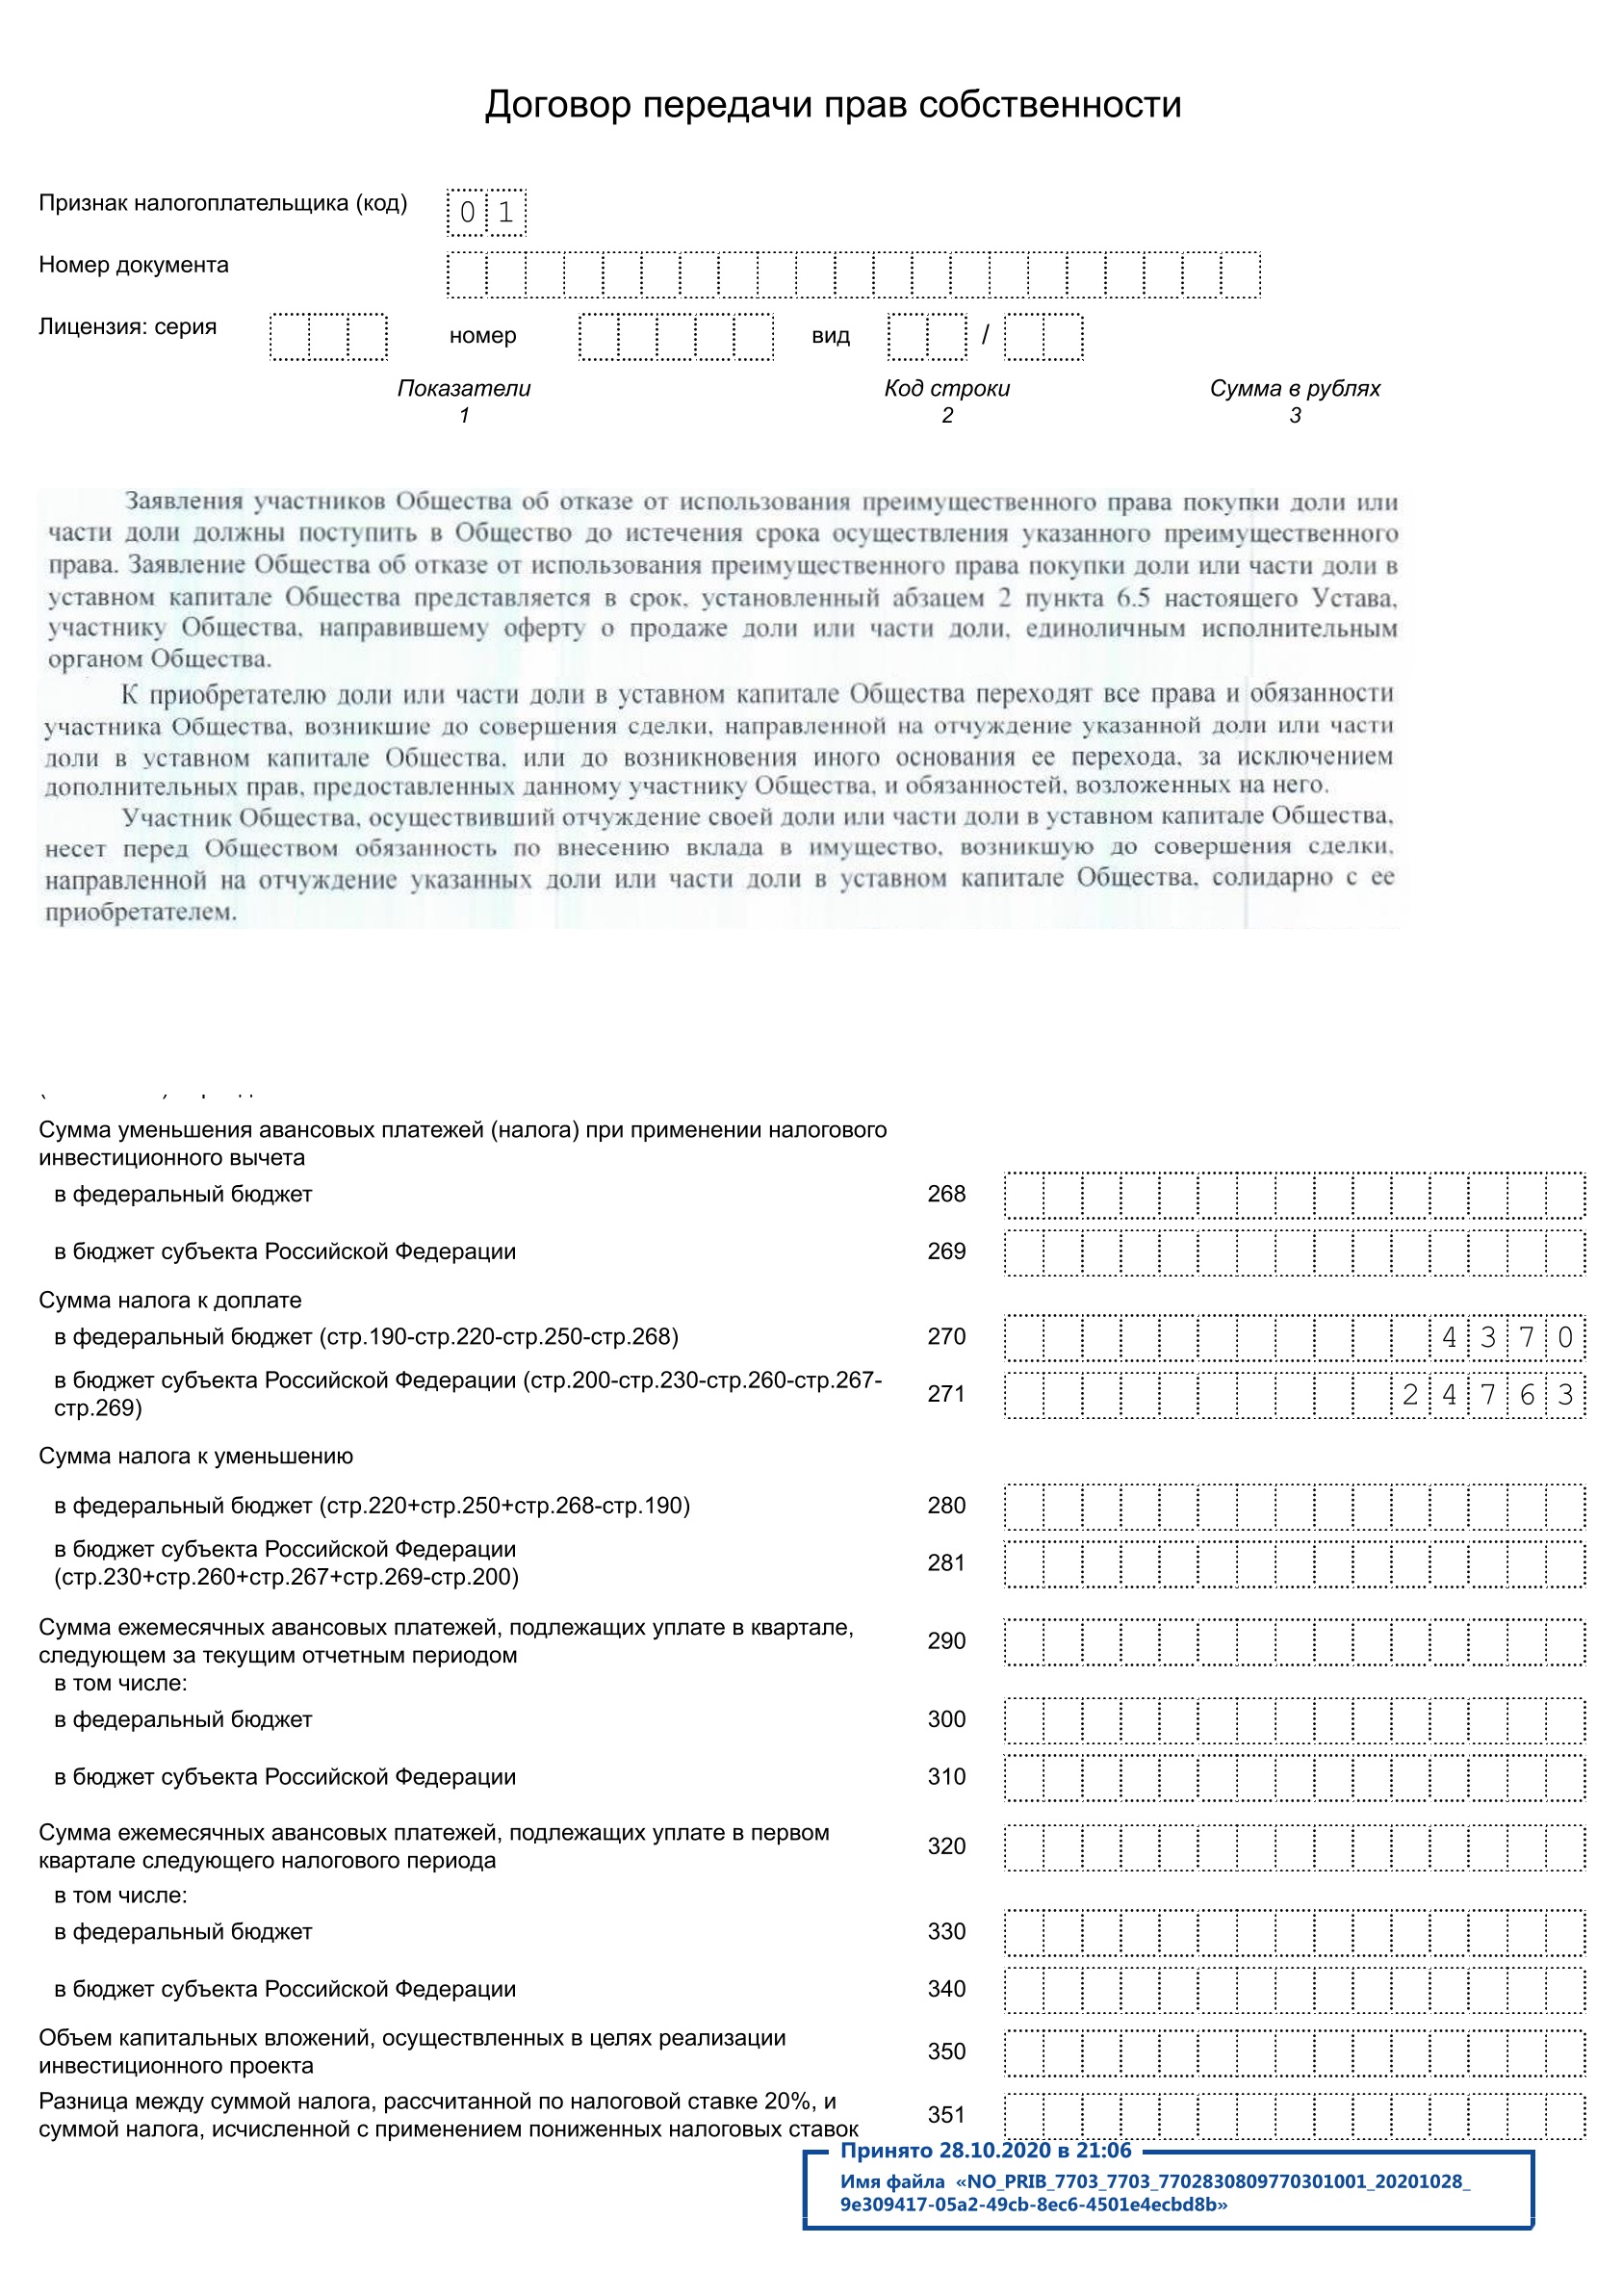 Договор передачи прав собственности
Признак налогоплательщика (код) 01
Номер документа
Лицензия: серия номер вид /
Показатели Код строки Сумма в рублях
1 2 3
Заявления участников Общества об отказе от использования преимущественного права покупки доли или
части доли должны поступить в Общество до истечения срока осуществления указанного преимущественного
права. Заявление Общества об отказе от использования преимущественного права покупки доли или части доли в
уставном капитале Общества представляется в срок, установленный абзацем 2 пункта 6.5 настоящего Устава,
участнику Общества, направившему оферту о продаже доли или части доли, единоличным исполнительным
органом Общества.
К приобретателю доли или части доли в уставном капитале Общества переходят все права и обязанности
участника Общества, возникшие до совершения сделки, направленной на отчуждение указанной доли или части
доли в уставном капитале Общества, или до возникновения иного основания ее перехода, за исключением
дополнительных прав, предоставленных данному участнику Общества, и обязанностей, возложенных на него.
Участник Общества, осуществивший отчуждение своей доли или части доли в уставном капитале Общества,
несет перед Обществом обязанность по внесению вклада в имущество, возникшую до совершения сделки,
направленной на отчуждение указанных доли или части доли в уставном капитале Общества, солидарно с ее
приобретателем.
Сумма уменьшения авансовых платежей (налога) при применении налогового
инвестиционного вычета
в федеральный бюджет 268
в бюджет субъекта Российской Федерации 269
Сумма налога к доплате
в федеральный бюджет (стр.190-стр.220-стр.250-стр.268) 270 4370
в бюджет субъекта Российской Федерации (стр.200-стр.230-стр.260-стр.267-
стр.269) 271 24763
Сумма налога к уменьшению
в федеральный бюджет (стр.220+стр.250+стр.268-стр.190) 280
в бюджет субъекта Российской Федерации
(стр.230+стр.260+стр.267+стр.269-стр.200) 281
Сумма ежемесячных авансовых платежей, подлежащих уплате в квартале,
следующем за текущим отчетным периодом 290
в том числе:
в федеральный бюджет 300
в бюджет субъекта Российской Федерации 310
Сумма ежемесячных авансовых платежей, подлежащих уплате в первом
квартале следующего налогового периода 320
в том числе:
в федеральный бюджет 330
в бюджет субъекта Российской Федерации 340
Объем капитальных вложений, осуществленных в целях реализации
инвестиционного проекта 350
Разница между суммой налога, рассчитанной по налоговой ставке 20%, и
суммой налога, исчисленной с применением пониженных налоговых ставок 351
Принято 28.10.2020 в 21:06
Имя файла «NO_PRIB_7703_7703_7702830809770301001_20201028_
9e309417-05a2-49cb-8ec6-4501e4ecbd8b»